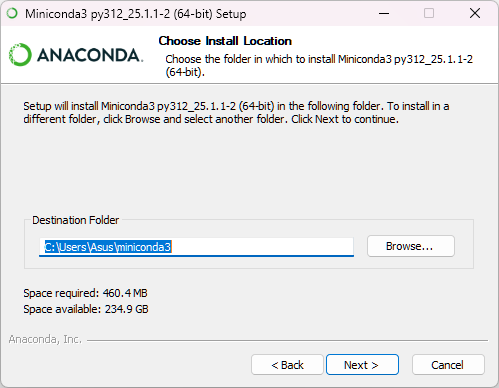 Miniconda3 py312_25.1.1-2 (64-bit) Setup
ANACONDA.
Choose Install Location
Choose the folder in which to install Miniconda3 py312_25.1.1-2
(64-bit).
Setup will install Miniconda3 py312_25.1.1-2 (64-bit) in the following folder. To install in a
different folder, click Browse and select another folder. Click Next to continue.
Destination Folder
C:\Users\Asus\miniconda3
Browse...
Space required: 460.4 MB
Space available: 234.9 GB
Anaconda, Inc.
< Back
Next >
Cancel